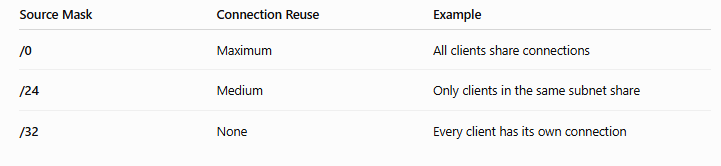 Source Mask Connection Reuse Example
/0 Maximum All clients share connections
/24 Medium Only clients in the same subnet share
/32 None Every client has its own connection